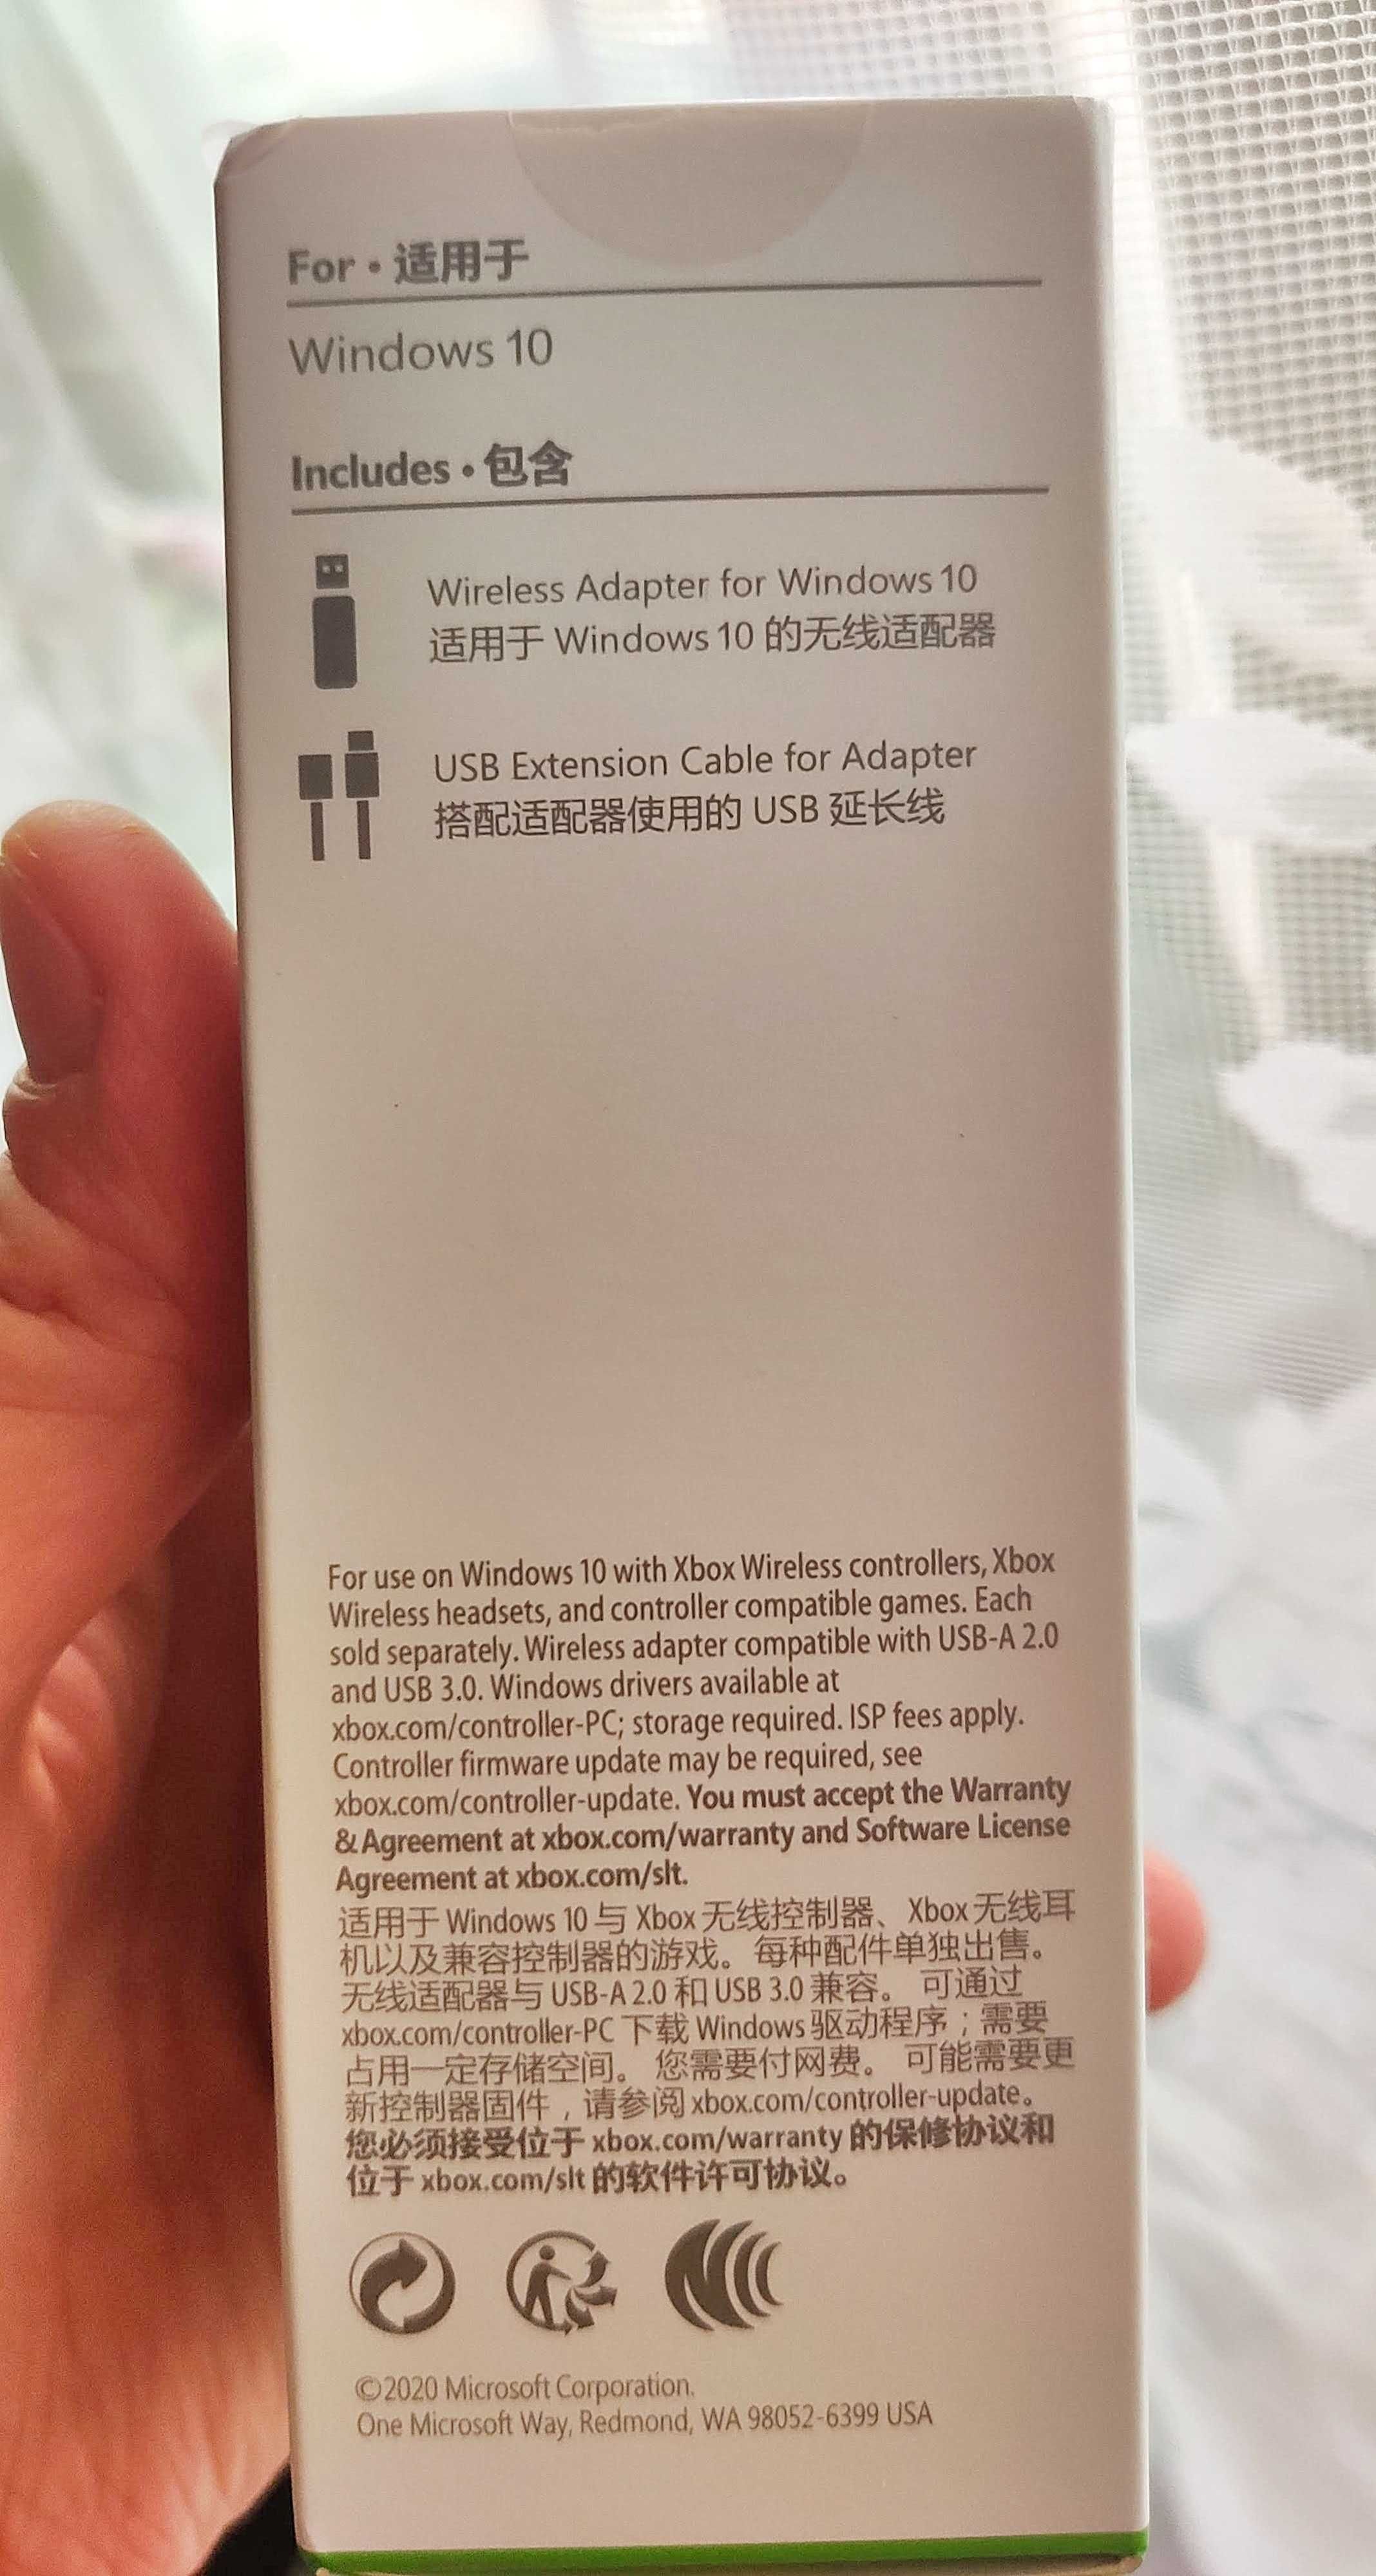 For • 适用于
Windows 10
Includes • 包含
Wireless Adapter for Windows 10
适用于 Windows 10 的无线适配器
USB Extension Cable for Adapter
搭配适配器使用的 USB 延长线
For use on Windows 10 with Xbox Wireless controllers, Xbox
Wireless headsets, and controller compatible games. Each
sold separately. Wireless adapter compatible with USB-A 2.0
and USB 3.0. Windows drivers available at
xbox.com/controller-PC; storage required. ISP fees apply.
Controller firmware update may be required, see
xbox.com/controller-update. You must accept the Warranty
& Agreement at xbox.com/warranty and Software License
Agreement at xbox.com/slt.
适用于 Windows 10 与 Xbox 无线控制器、Xbox 无线耳
机以及兼容控制器的游戏。每种配件单独出售。
无线适配器与 USB-A 2.0 和 USB 3.0 兼容。 可通过
xbox.com/controller-PC 下载 Windows 驱动程序；需要
占用一定存储空间。 您需要付网费。 可能需要更
新控制器固件，请参阅 xbox.com/controller-update。
您必须接受位于 xbox.com/warranty 的保修协议和
位于 xbox.com/slt 的软件许可协议。
©2020 Microsoft Corporation.
One Microsoft Way, Redmond, WA 98052-6399 USA